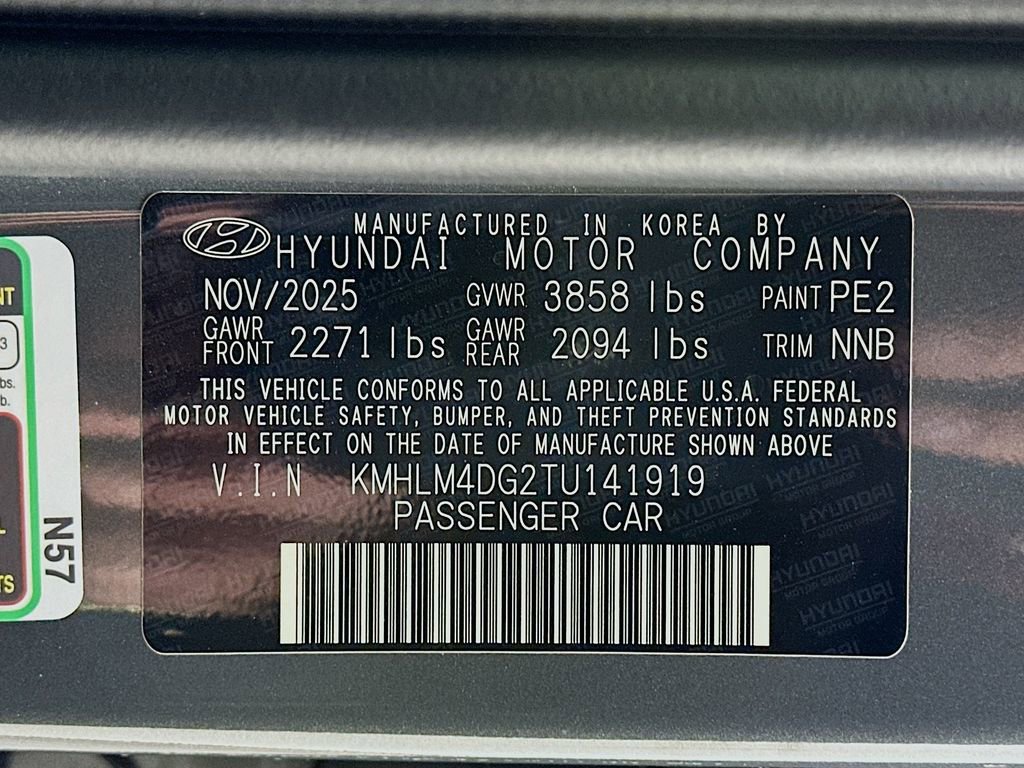 MANUFACTURED IN KOREA BY
HYUNDAI MOTOR COMPANY
NOV/2025 GVWR 3858 lbs PAINT PE2
GAWR FRONT 2271 lbs GAWR REAR 2094 lbs TRIM NNB
THIS VEHICLE CONFORMS TO ALL APPLICABLE U.S.A. FEDERAL
MOTOR VEHICLE SAFETY, BUMPER, AND THEFT PREVENTION STANDARDS
IN EFFECT ON THE DATE OF MANUFACTURE SHOWN ABOVE
V.I.N KMHLM4DG2TU141919
PASSENGER CAR
N57
3
bs.
b.